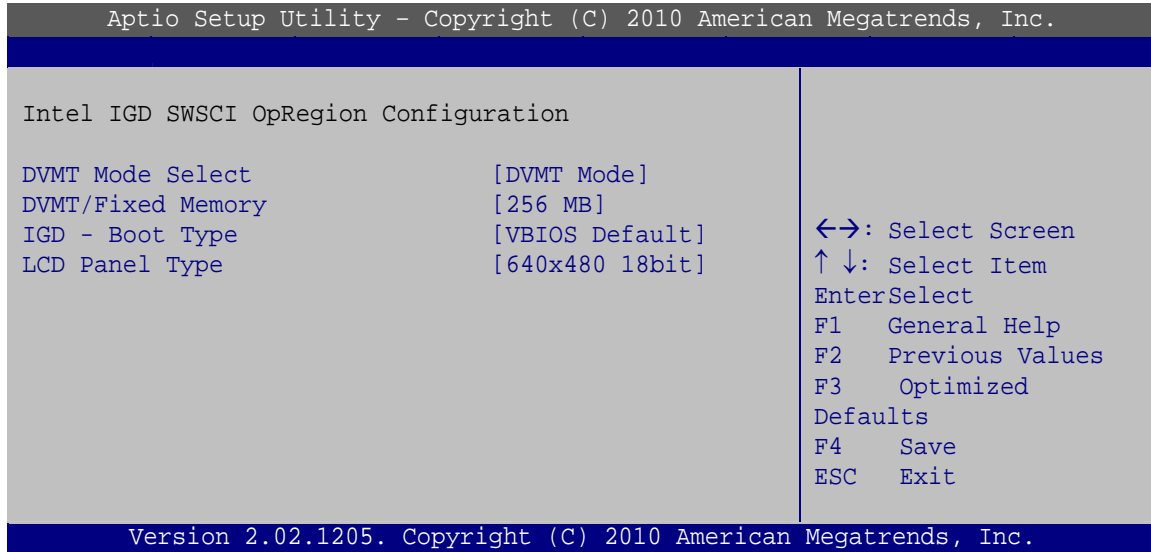 Aptio Setup Utility – Copyright (C) 2010 American Megatrends, Inc.
Intel IGD SWSCI OpRegion Configuration
DVMT Mode Select [DVMT Mode]
DVMT/Fixed Memory [256 MB]
IGD - Boot Type [VBIOS Default]
LCD Panel Type [640x480 18bit]
←→: Select Screen
↑ ↓: Select Item
EnterSelect
F1 General Help
F2 Previous Values
F3 Optimized
Defaults
F4 Save
ESC Exit
Version 2.02.1205. Copyright (C) 2010 American Megatrends, Inc.